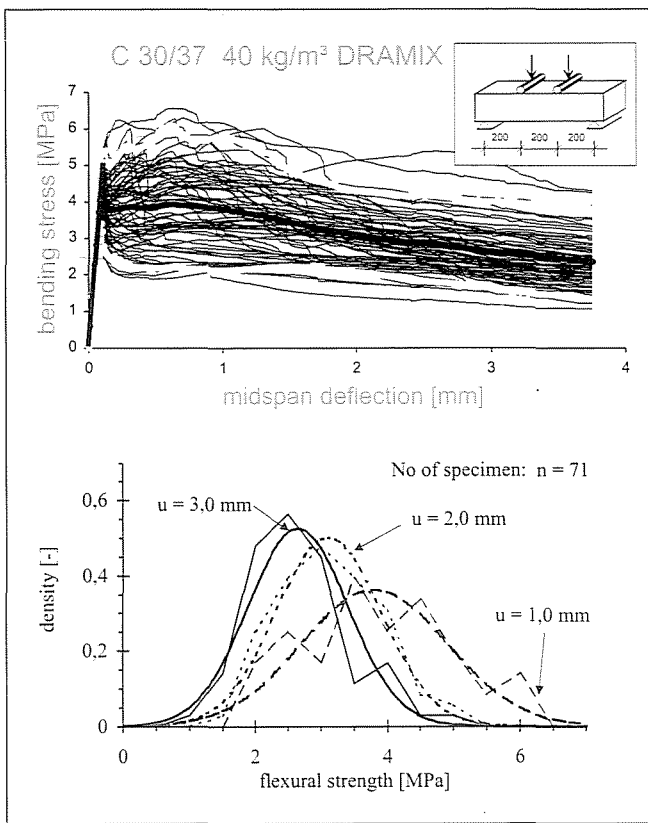 C 30/37 40 kg/m³ DRAMIX
200 200 200
bending stress [MPa]
7
6
5
4
3
2
1
0
0 1 2 3 4
midspan deflection [mm]
No of specimen: n = 71
u = 3,0 mm
u = 2,0 mm
u = 1,0 mm
density [-]
0,6
0,4
0,2
0
0 2 4 6
flexural strength [MPa]